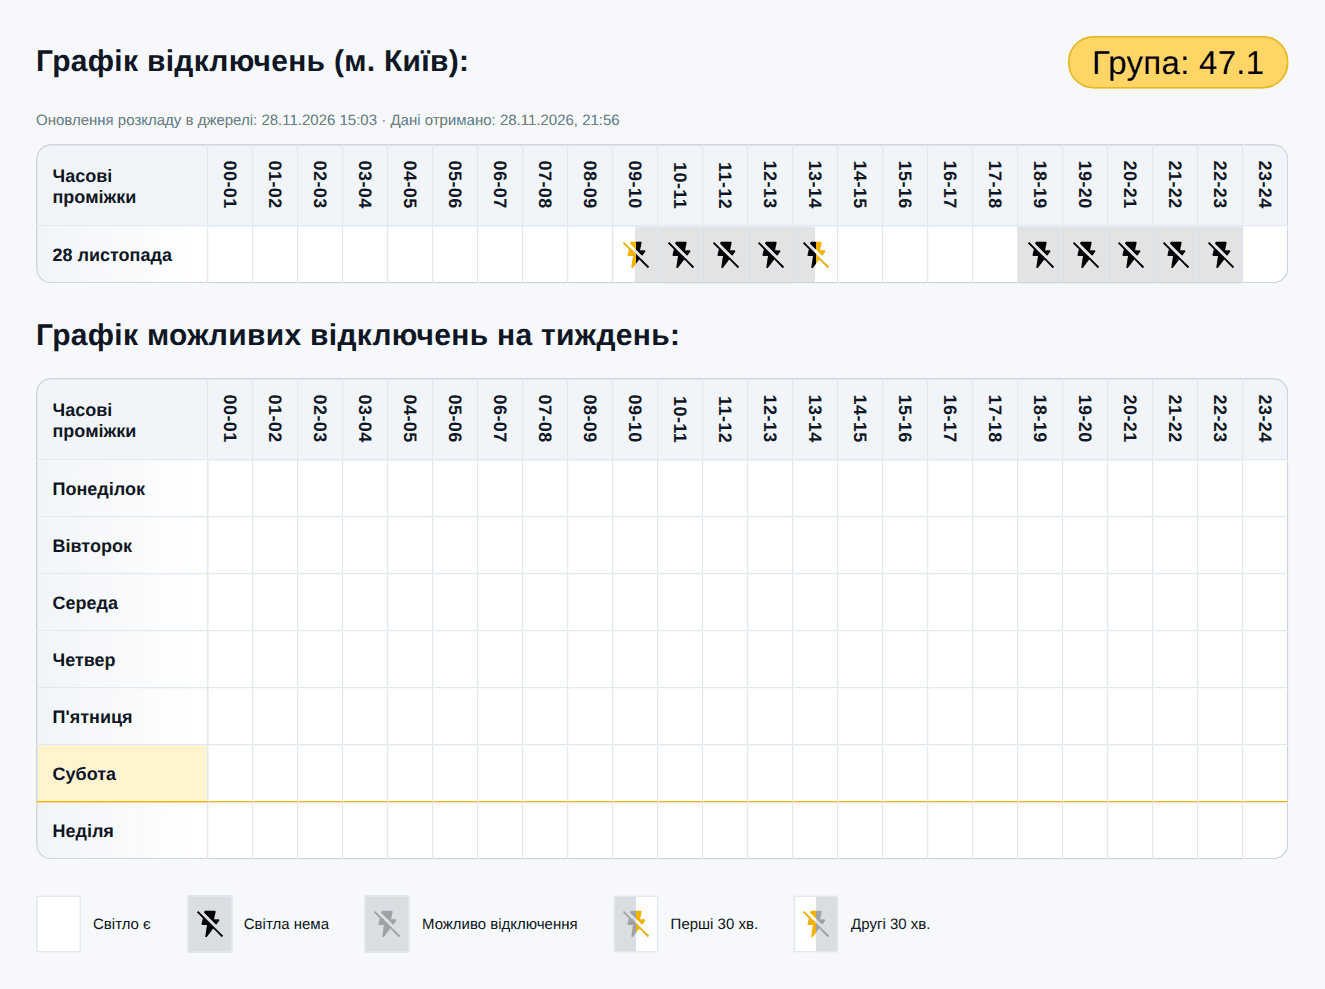 Графік відключень (м. Київ):
Група: 47.1
Оновлення розкладу в джерелі: 28.11.2026 15:03 · Дані отримано: 28.11.2026, 21:56
Часові проміжки 00-01 01-02 02-03 03-04 04-05 05-06 06-07 07-08 08-09 09-10 10-11 11-12 12-13 13-14 14-15 15-16 16-17 17-18 18-19 19-20 20-21 21-22 22-23 23-24
28 листопада
Графік можливих відключень на тиждень:
Часові проміжки 00-01 01-02 02-03 03-04 04-05 05-06 06-07 07-08 08-09 09-10 10-11 11-12 12-13 13-14 14-15 15-16 16-17 17-18 18-19 19-20 20-21 21-22 22-23 23-24
Понеділок
Вівторок
Середа
Четвер
П'ятниця
Субота
Неділя
Світло є Світла нема Можливо відключення Перші 30 хв. Другі 30 хв.